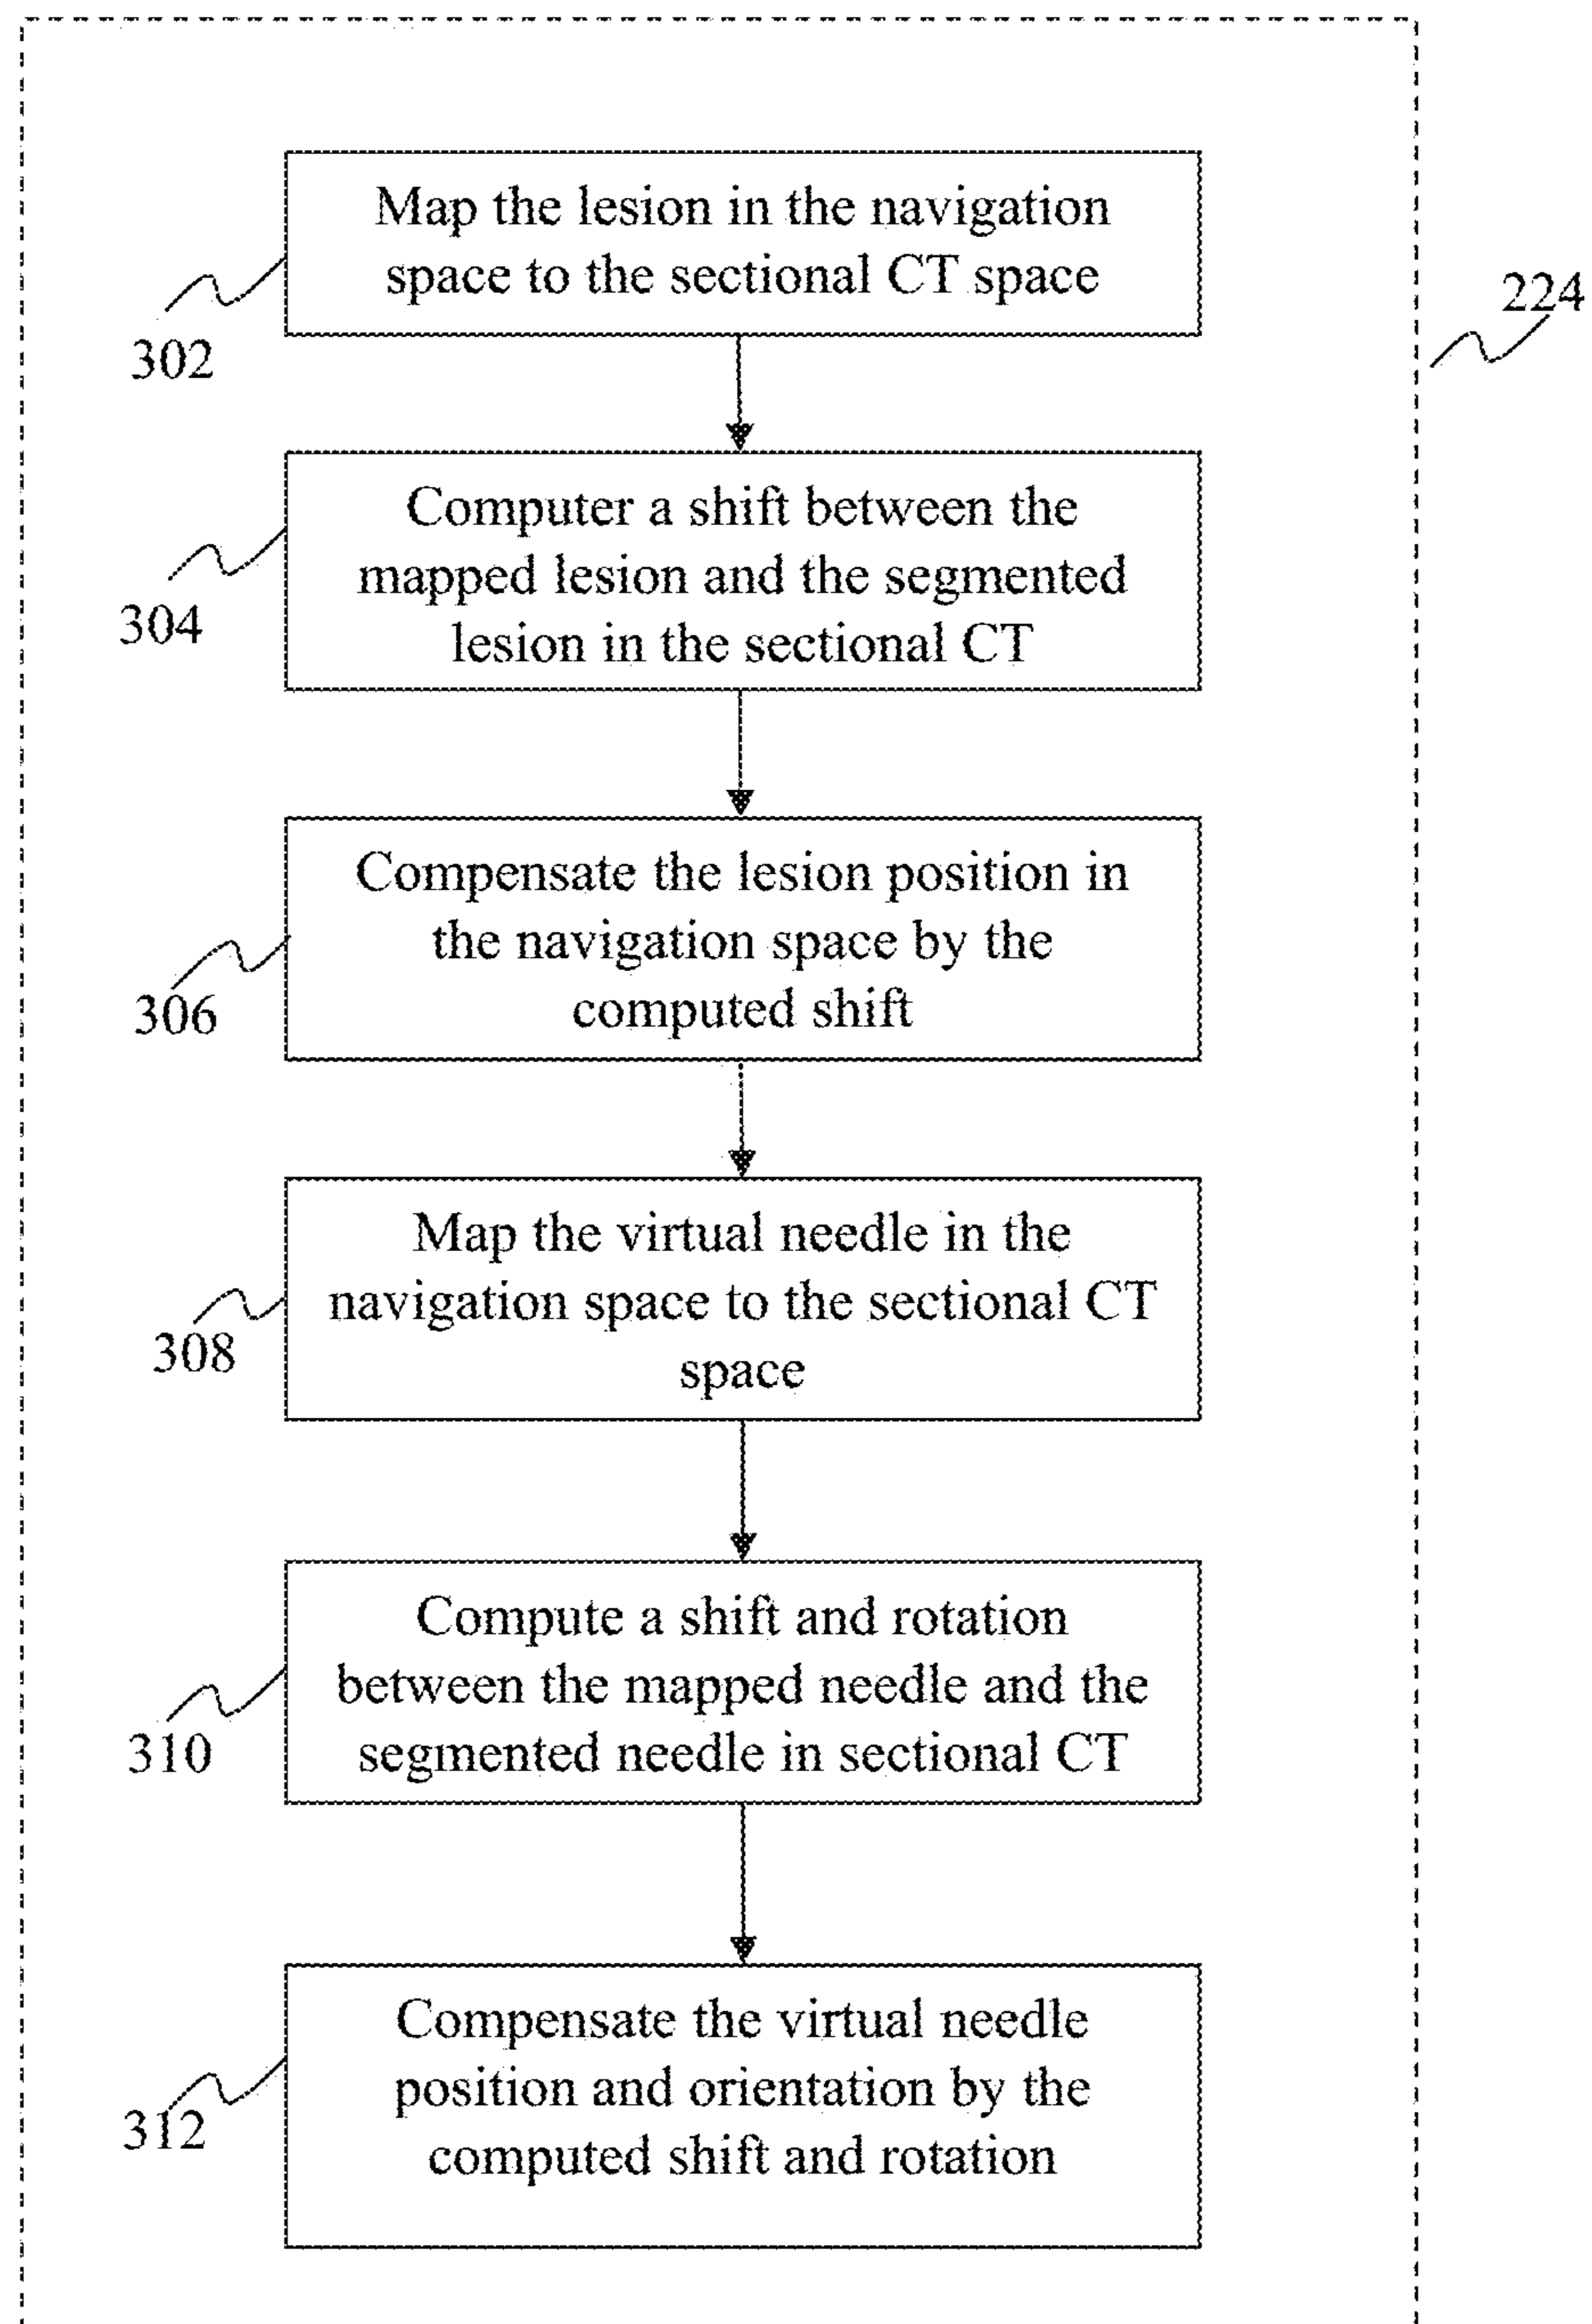 Map the lesion in the navigation
space to the sectional CT space
302
224
Computer a shift between the
mapped lesion and the segmented
lesion in the sectional CT
304
Compensate the lesion position in
the navigation space by the
computed shift
306
Map the virtual needle in the
navigation space to the sectional CT
space
308
Compute a shift and rotation
between the mapped needle and the
segmented needle in sectional CT
310
Compensate the virtual needle
position and orientation by the
computed shift and rotation
312